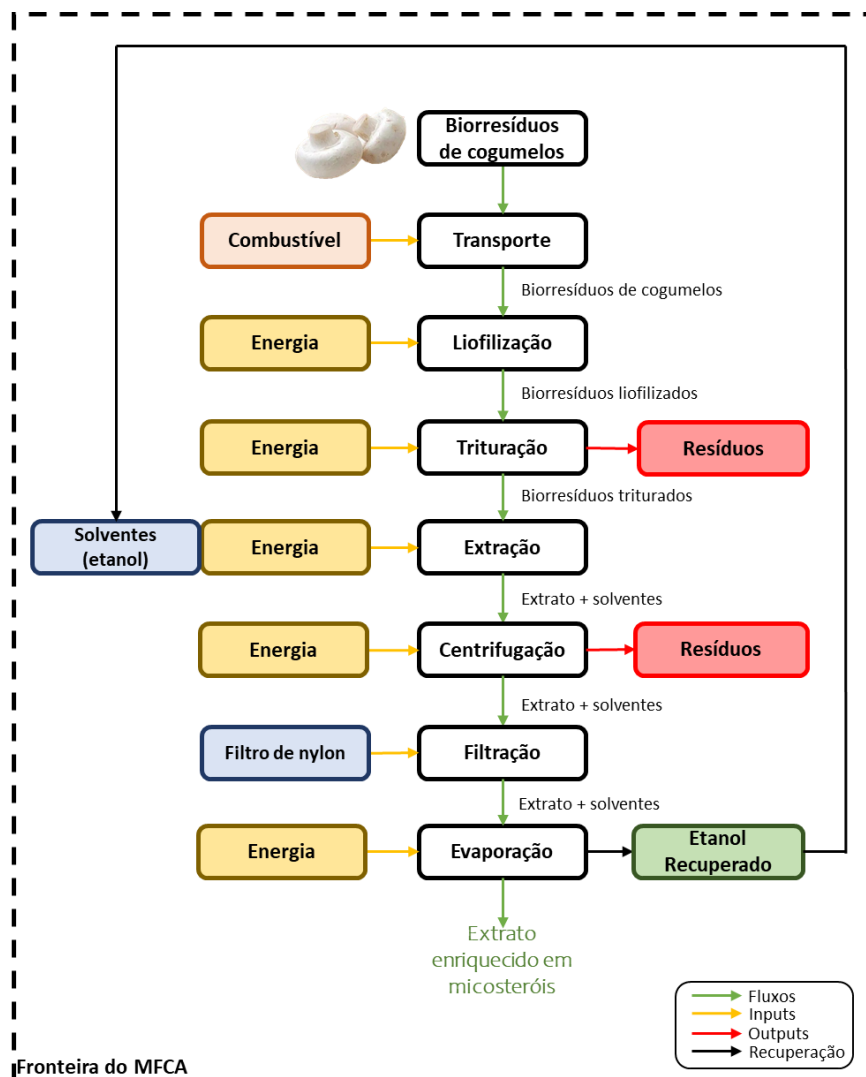 Biorresíduos
de cogumelos
Combustível
Transporte
Biorresíduos de cogumelos
Energia
Liofilização
Biorresíduos liofilizados
Energia
Trituração
Resíduos
Biorresíduos triturados
Solventes
(etanol)
Energia
Extração
Extrato + solventes
Energia
Centrifugação
Resíduos
Extrato + solventes
Filtro de nylon
Filtração
Extrato + solventes
Energia
Evaporação
Etanol
Recuperado
Extrato
enriquecido em
micosteróis
Fluxos
Inputs
Outputs
Recuperação
Fronteira do MFCA